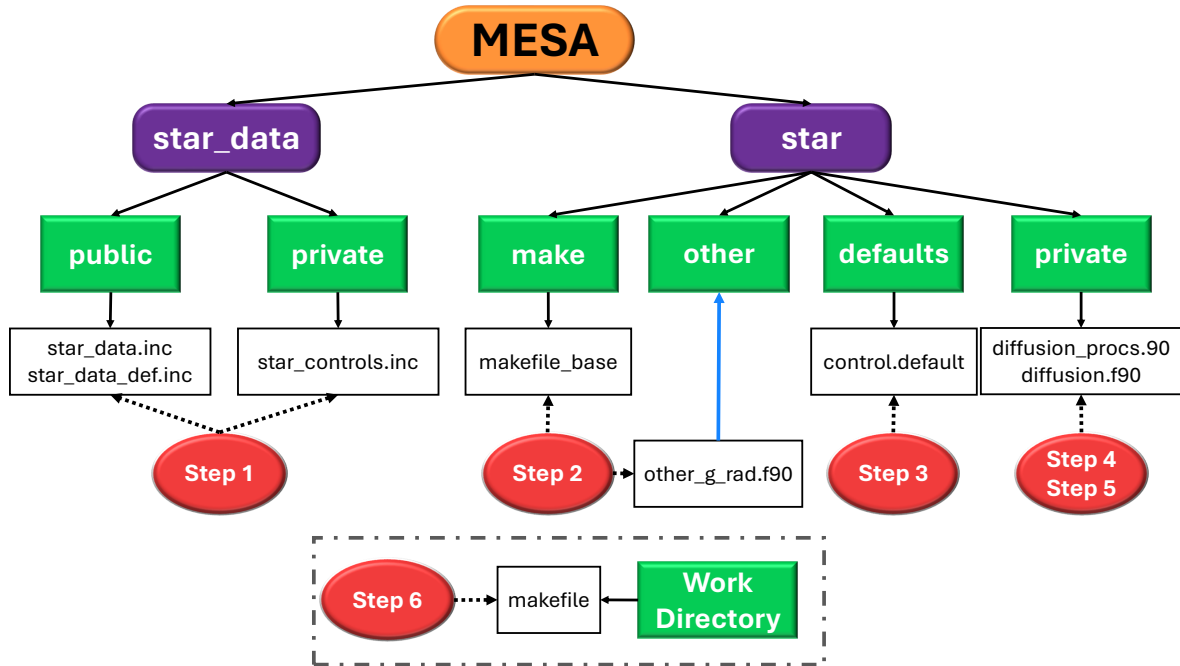 MESA
star_data
star
public
private
make
other
defaults
private
star_data.inc
star_data_def.inc
star_controls.inc
makefile_base
control.default
diffusion_procs.90
diffusion.f90
Step 1
Step 2
other_g_rad.f90
Step 3
Step 4
Step 5
Step 6
makefile
Work
Directory